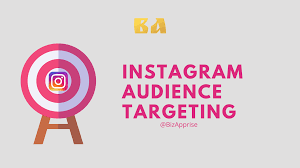 BA
INSTAGRAM
AUDIENCE
TARGETING
@BizApprise